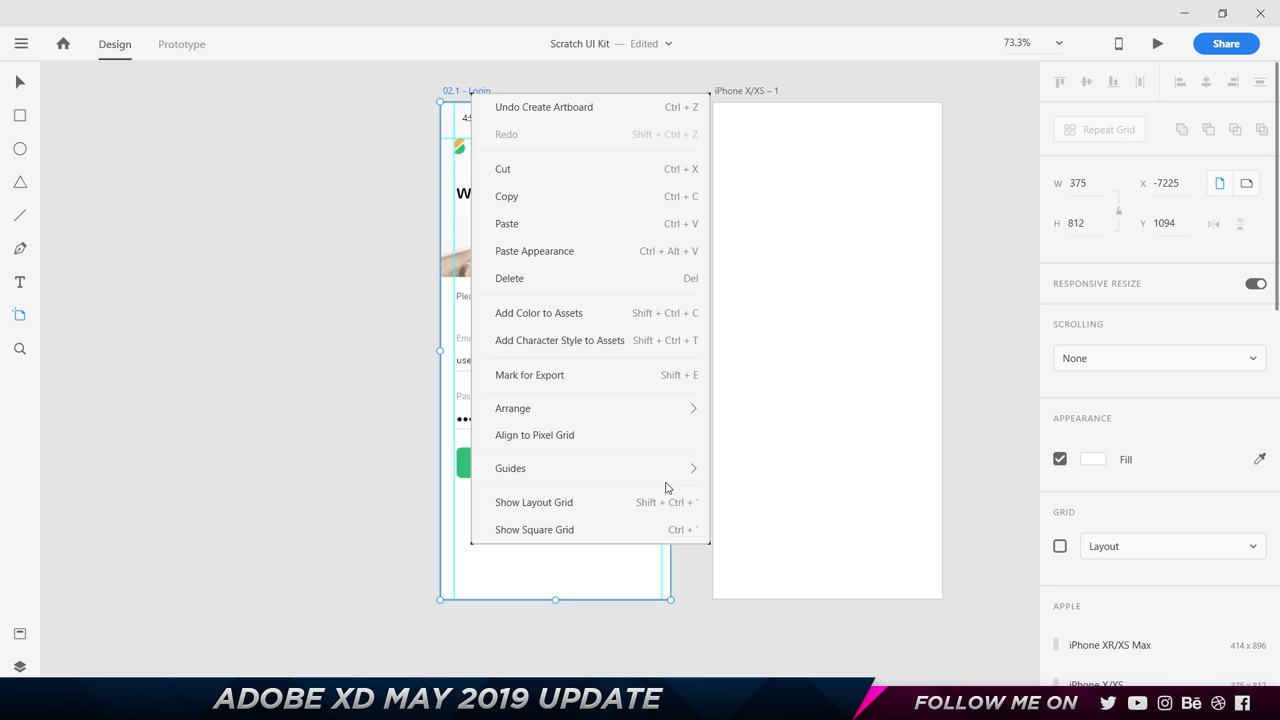 Design
Prototype
Scratch UI Kit — Edited
73.3%
Share
02.1 - Login
iPhone X/XS – 1
Undo Create Artboard Ctrl + Z
Redo Shift + Ctrl + Z
Cut Ctrl + X
Copy Ctrl + C
Paste Ctrl + V
Paste Appearance Ctrl + Alt + V
Delete Del
Add Color to Assets Shift + Ctrl + C
Add Character Style to Assets Shift + Ctrl + T
Mark for Export Shift + E
Arrange
Align to Pixel Grid
Guides
Show Layout Grid Shift + Ctrl + '
Show Square Grid Ctrl + '
Repeat Grid
W 375 X -7225
H 812 Y 1094
RESPONSIVE RESIZE
SCROLLING
None
APPEARANCE
Fill
GRID
Layout
APPLE
iPhone XR/XS Max 414 x 896
iPhone X/XS 375 x 812
ADOBE XD MAY 2019 UPDATE
FOLLOW ME ON